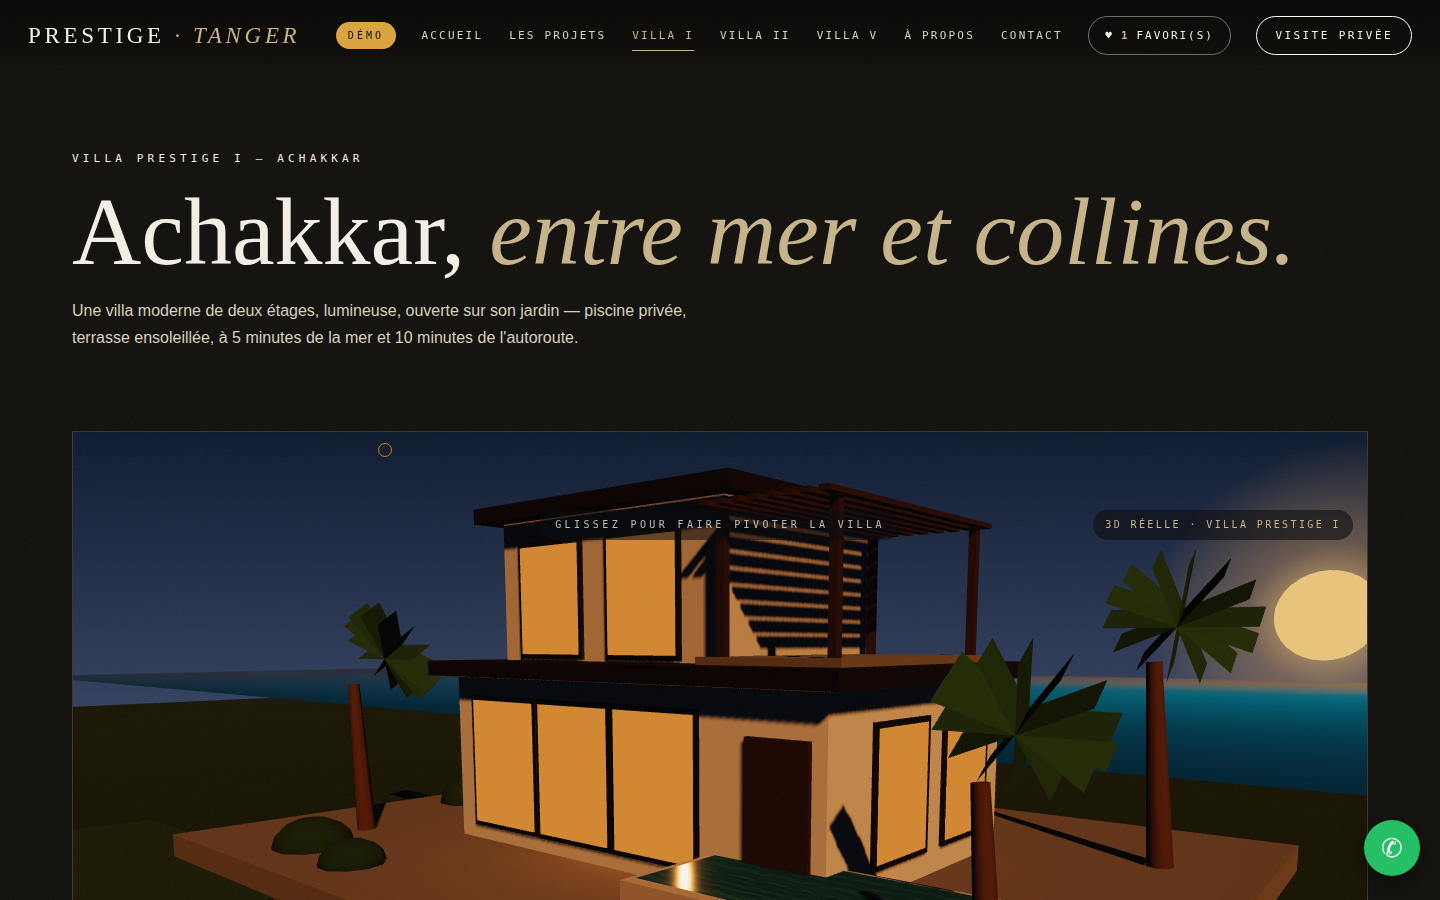 PRESTIGE · TANGER
DÉMO
ACCUEIL
LES PROJETS
VILLA I
VILLA II
VILLA V
À PROPOS
CONTACT
♥ 1 FAVORI(S)
VISITE PRIVÉE
VILLA PRESTIGE I — ACHAKKAR
Achakkar, entre mer et collines.
Une villa moderne de deux étages, lumineuse, ouverte sur son jardin — piscine privée,
terrasse ensoleillée, à 5 minutes de la mer et 10 minutes de l'autoroute.
GLISSEZ POUR FAIRE PIVOTER LA VILLA
3D RÉELLE · VILLA PRESTIGE I